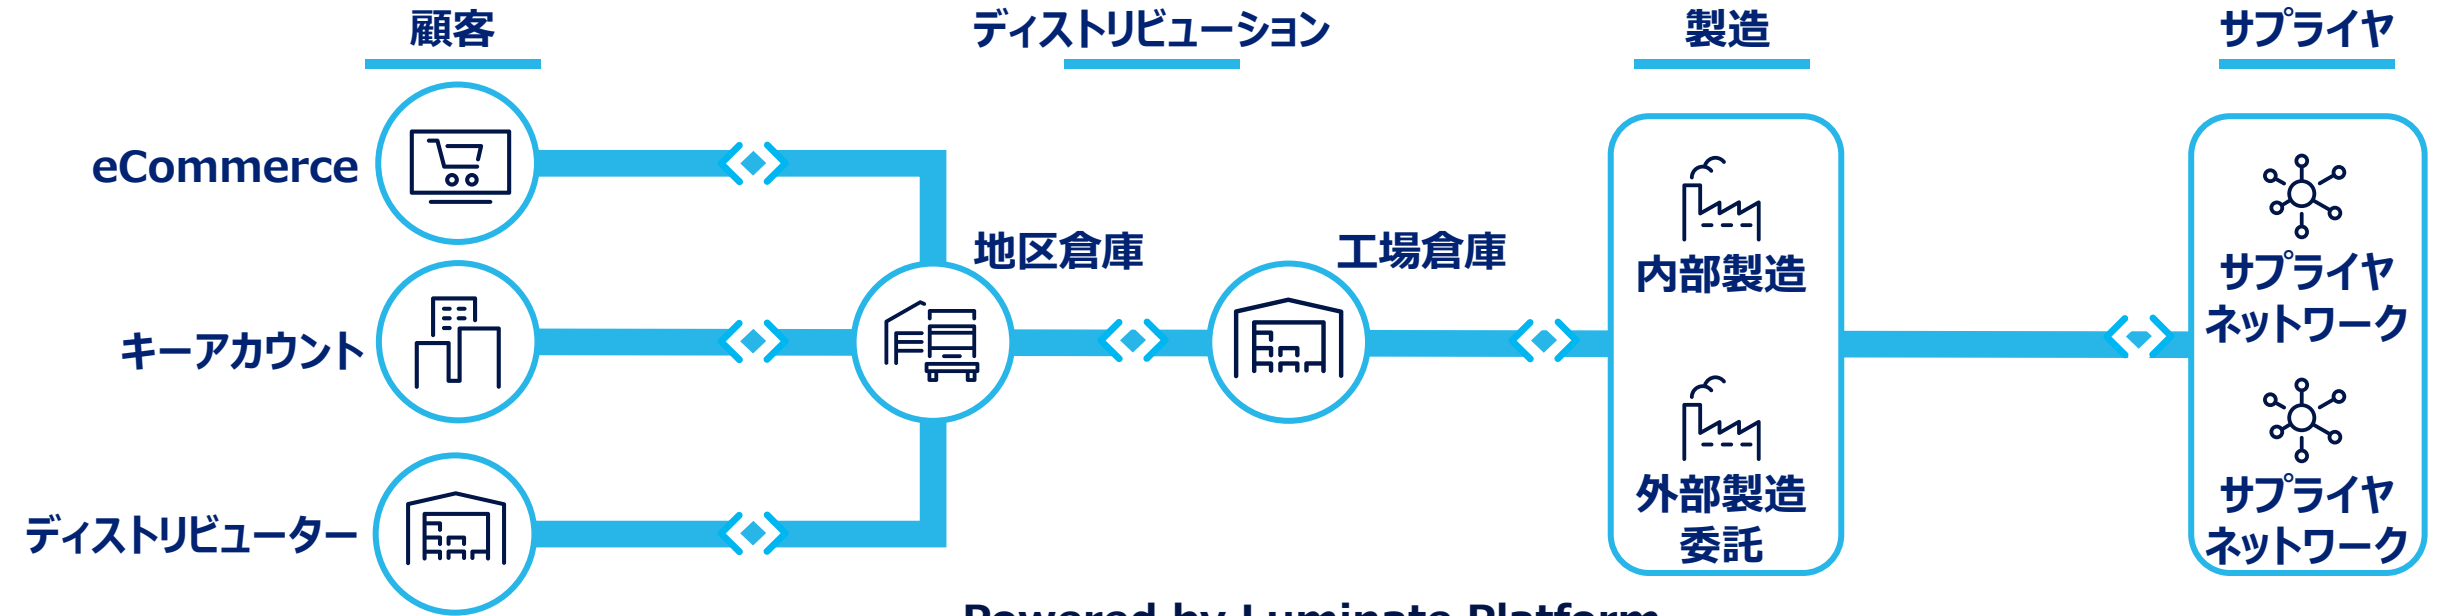 顧客
ディストリビューション
製造
サプライヤ
eCommerce
キーアカウント
ディストリビューター
地区倉庫
工場倉庫
内部製造
外部製造
委託
サプライヤ
ネットワーク
サプライヤ
ネットワーク
Powered by Luminate Platform